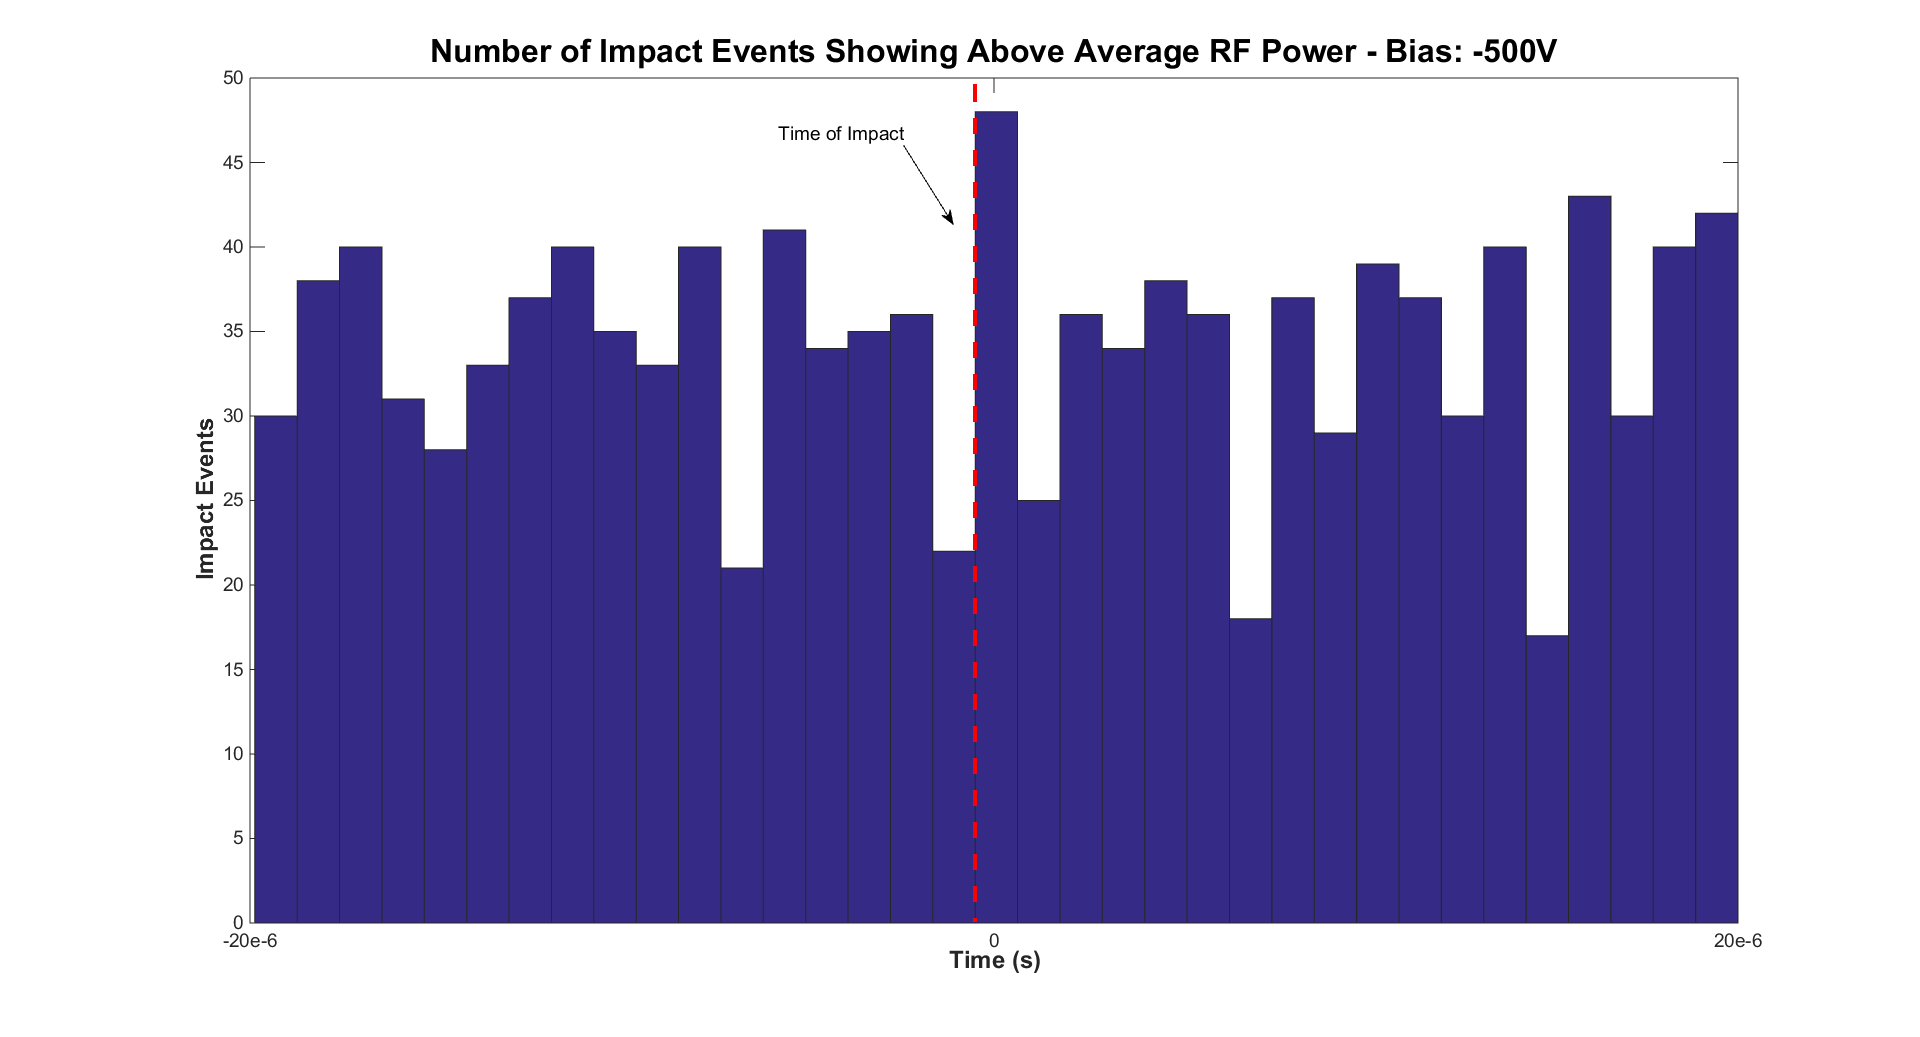 Number of Impact Events Showing Above Average RF Power - Bias: -500V
50
Time of Impact
45
40
35
30
25
20
15
10
5
0
Impact Events
-20e-6 0 20e-6
Time (s)